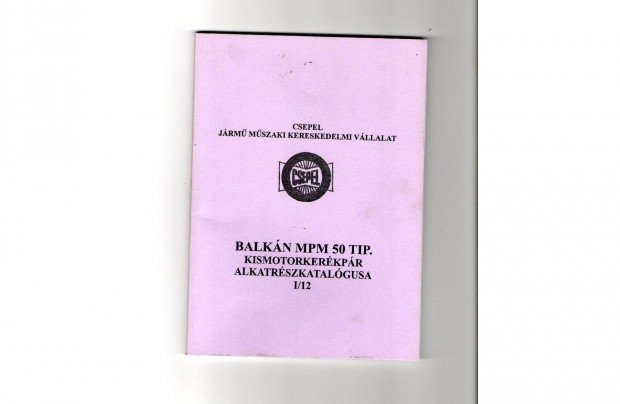 CSEPEL
JÁRMŰ MŰSZAKI KERESKEDELMI VÁLLALAT
CSEPEL
BALKÁN MPM 50 TIP.
KISMOTORKERÉKPÁR
ALKATRÉSZKATALÓGUSA
I/12